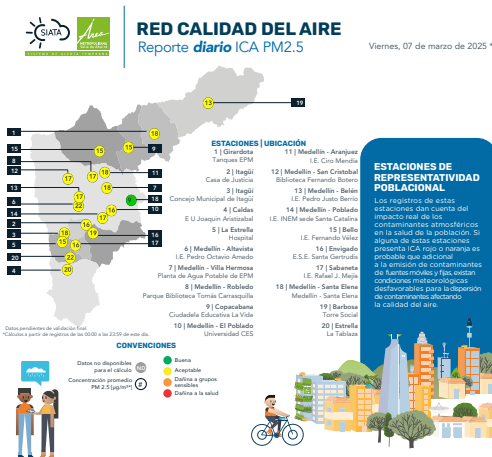 SIATA
SISTEMA DE ALERTA TEMPRANA
Área
METROPOLITANA
Valle de Aburrá
RED CALIDAD DEL AIRE
Reporte diario ICA PM2.5
Viernes, 07 de marzo de 2025 *
13
19
1
18
15
15
15
9
8
12
17
17
18
11
13
18
7
6
17
22
9
18
14
16
10
2
17
3
16
5
18
19
16
15
16
17
20
22
4
20
ESTACIONES | UBICACIÓN
1 | Girardota
Tanques EPM
2 | Itagüí
Casa de Justicia
3 | Itagüí
Concejo Municipal de Itagüí
4 | Caldas
E U Joaquín Aristizabal
5 | La Estrella
Hospital
6 | Medellín - Altavista
I.E. Pedro Octavio Amado
7 | Medellín - Villa Hermosa
Planta de Agua Potable de EPM
8 | Medellín - Robledo
Parque Biblioteca Tomás Carrasquilla
9 | Copacabana
Ciudadela Educativa La Vida
10 | Medellín - El Poblado
Universidad CES
11 | Medellín - Aranjuez
I.E. Ciro Mendía
12 | Medellín - San Cristobal
Biblioteca Fernando Botero
13 | Medellín - Belén
I.E. Pedro Justo Berrio
14 | Medellín - Poblado
I.E. INEM sede Santa Catalina
15 | Bello
I.E. Fernando Vélez
16 | Envigado
E.S.E. Santa Gertrudis
17 | Sabaneta
I.E. Rafael J. Mejia
18 | Medellín - Santa Elena
Medellín - Santa Elena
19 | Barbosa
Torre Social
20 | Estrella
La Tablaza
ESTACIONES DE
REPRESENTATIVIDAD
POBLACIONAL
Los registros de estas
estaciones dan cuenta del
impacto real de los
contaminantes atmosféricos
en la salud de la población. Si
alguna de estas estaciones
presenta ICA rojo o naranja es
probable que adicional
a la emisión de contaminantes
de fuentes móviles y fijas, existan
condiciones meteorológicas
desfavorables para la dispersión
de contaminantes afectando
la calidad del aire.
Datos pendientes de validación final.
*Cálculos a partir de registros de las 00:00 a las 23:59 de este día.
CONVENCIONES
Datos no disponibles
para el cálculo
ND
Concentración promedio
PM 2.5 [µg/m³]
#
Buena
Aceptable
Dañina a grupos
sensibles
Dañina a la salud